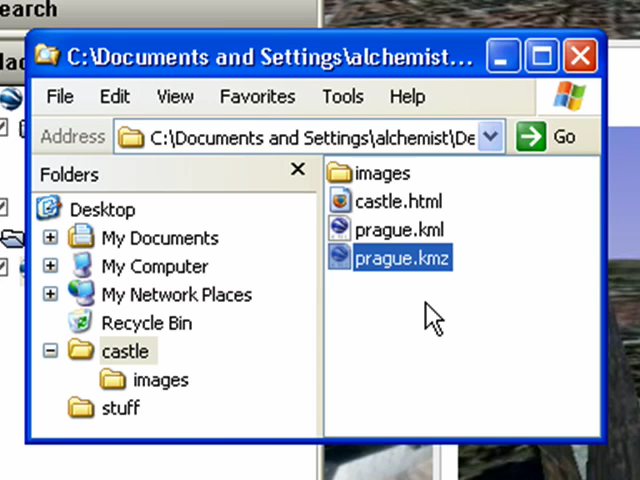 earch
lac
C:\Documents and Settings\alchemist...
File Edit View Favorites Tools Help
Address C:\Documents and Settings\alchemist\De Go
Folders
Desktop
My Documents
My Computer
My Network Places
Recycle Bin
castle
images
stuff
images
castle.html
prague.kml
prague.kmz